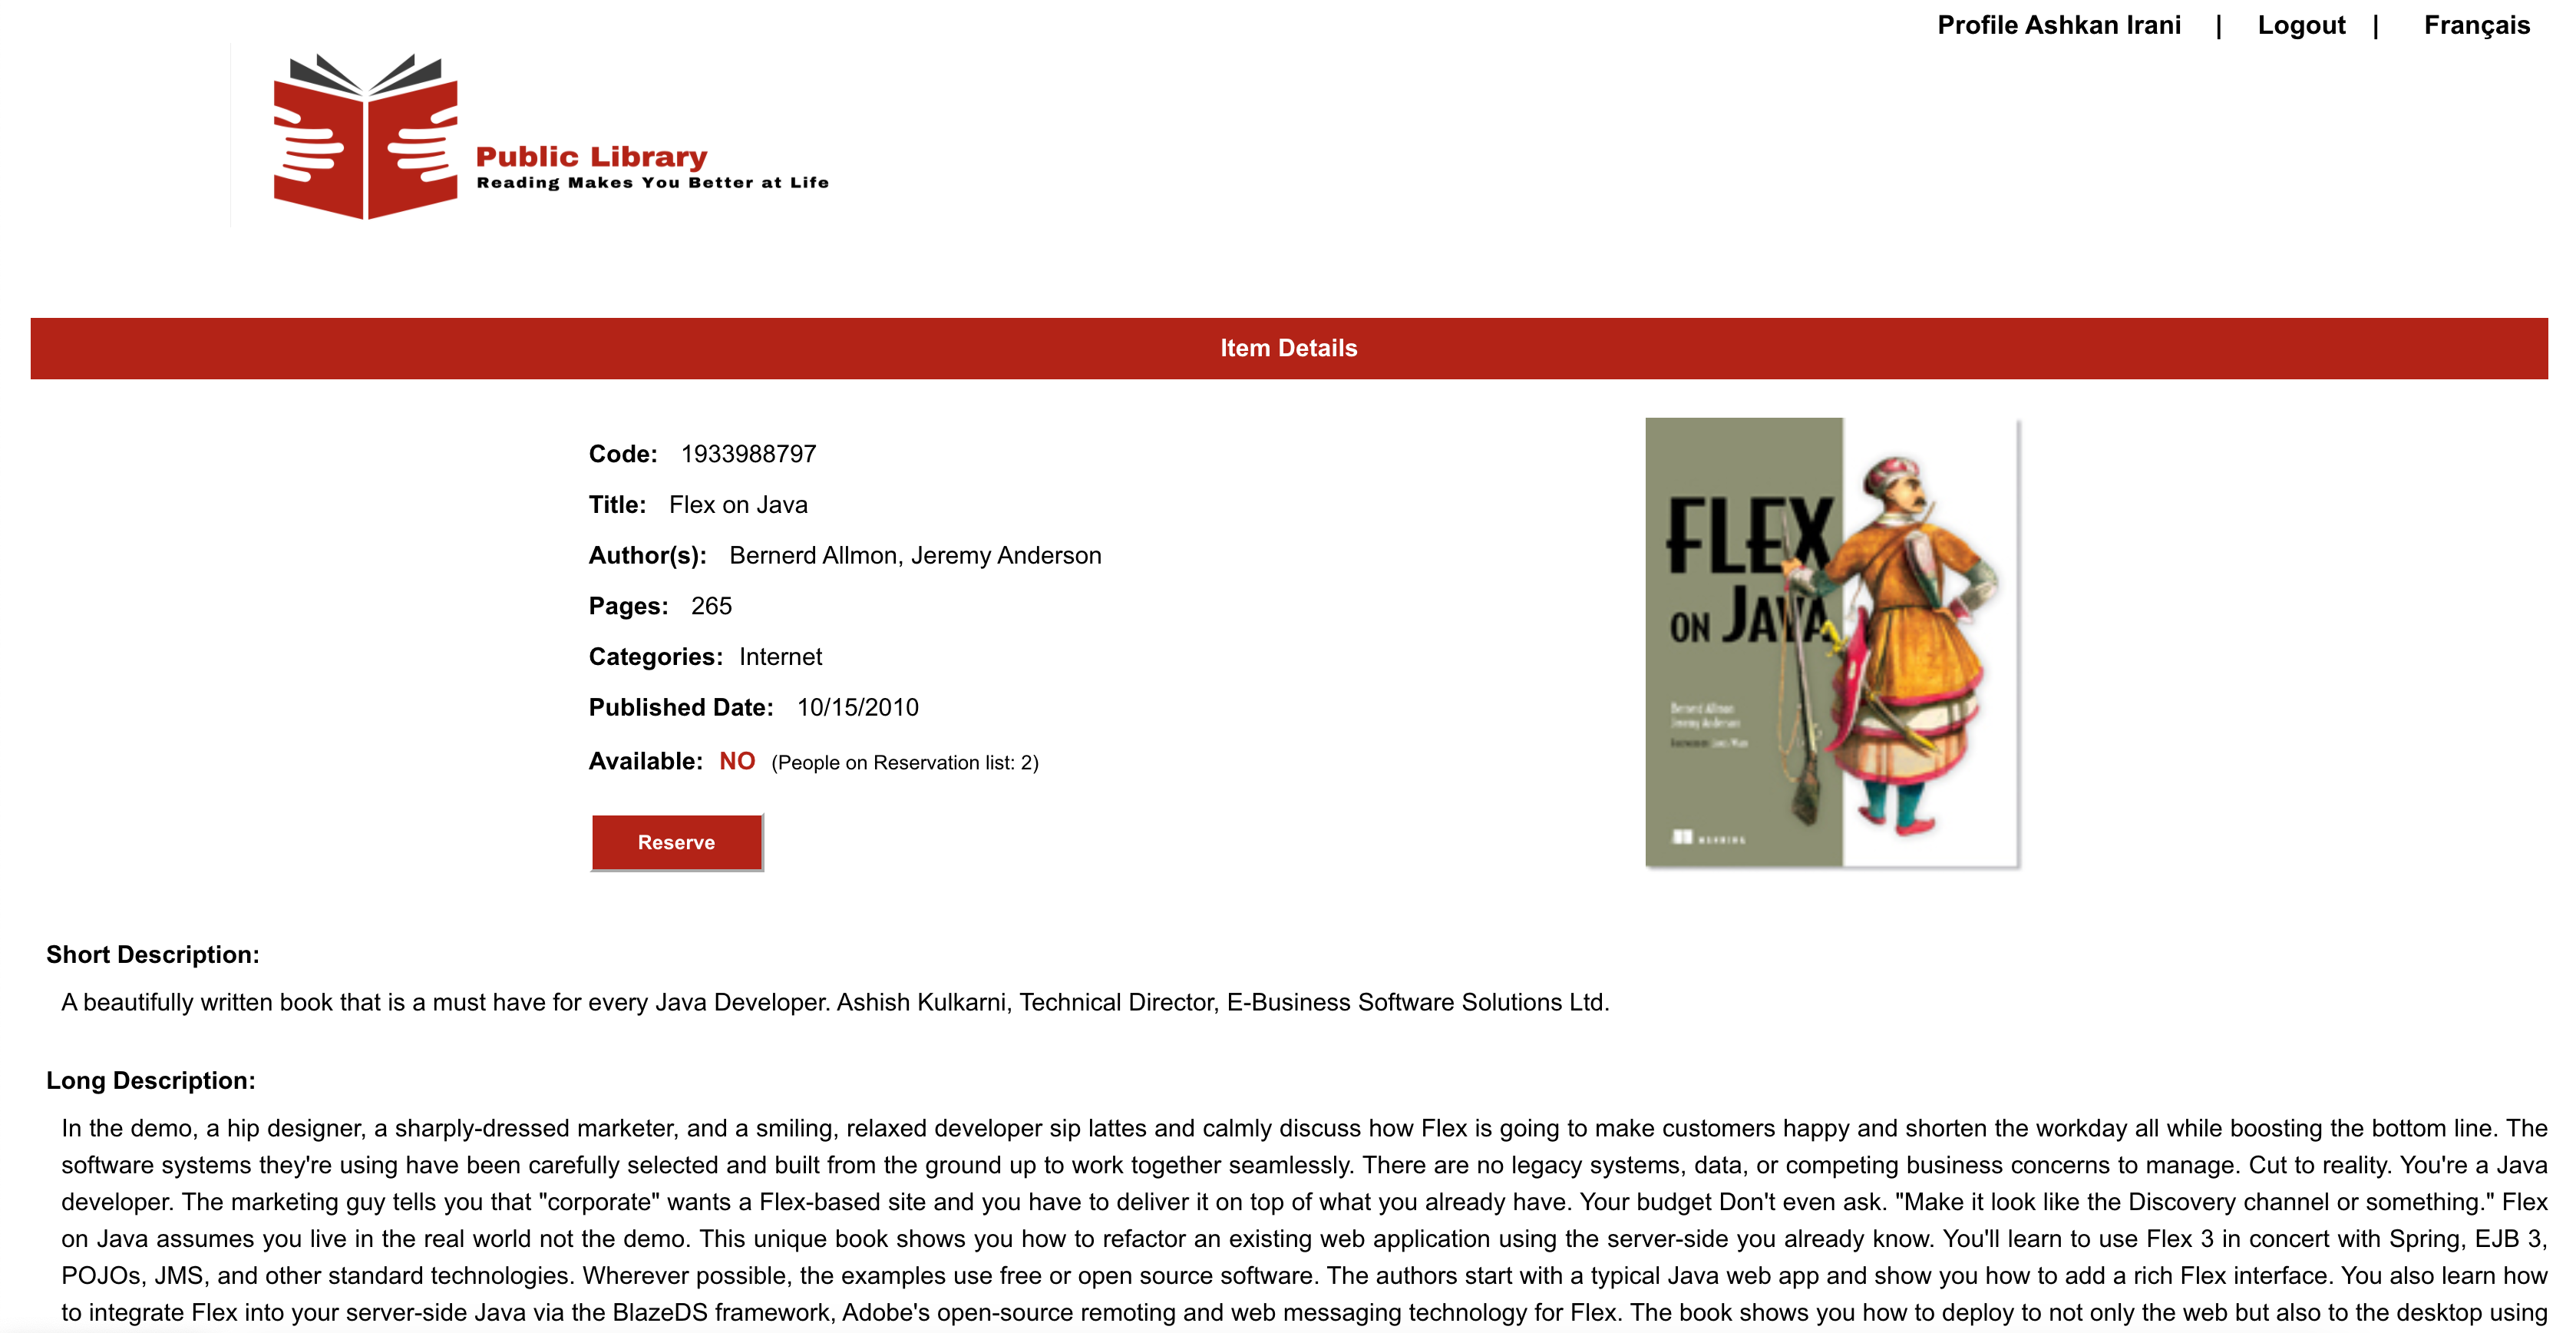 Profile Ashkan Irani | Logout | Français
Public Library
Reading Makes You Better at Life
Item Details
Code: 1933988797
Title: Flex on Java
Author(s): Bernerd Allmon, Jeremy Anderson
Pages: 265
Categories: Internet
Published Date: 10/15/2010
Available: NO (People on Reservation list: 2)
Reserve
FLEX
ON JAVA
Bernerd Allmon
Jeremy Anderson
MANNING
Short Description:
A beautifully written book that is a must have for every Java Developer. Ashish Kulkarni, Technical Director, E-Business Software Solutions Ltd.
Long Description:
In the demo, a hip designer, a sharply-dressed marketer, and a smiling, relaxed developer sip lattes and calmly discuss how Flex is going to make customers happy and shorten the workday all while boosting the bottom line. The
software systems they're using have been carefully selected and built from the ground up to work together seamlessly. There are no legacy systems, data, or competing business concerns to manage. Cut to reality. You're a Java
developer. The marketing guy tells you that "corporate" wants a Flex-based site and you have to deliver it on top of what you already have. Your budget Don't even ask. "Make it look like the Discovery channel or something." Flex
on Java assumes you live in the real world not the demo. This unique book shows you how to refactor an existing web application using the server-side you already know. You'll learn to use Flex 3 in concert with Spring, EJB 3,
POJOs, JMS, and other standard technologies. Wherever possible, the examples use free or open source software. The authors start with a typical Java web app and show you how to add a rich Flex interface. You also learn how
to integrate Flex into your server-side Java via the BlazeDS framework, Adobe's open-source remoting and web messaging technology for Flex. The book shows you how to deploy to not only the web but also to the desktop using